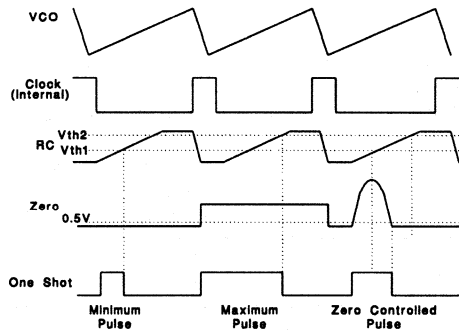 VCO
Clock
(Internal)
Vth2
RC
Vth1
Zero
0.5V
One Shot
Minimum
Pulse
Maximum
Pulse
Zero Controlled
Pulse